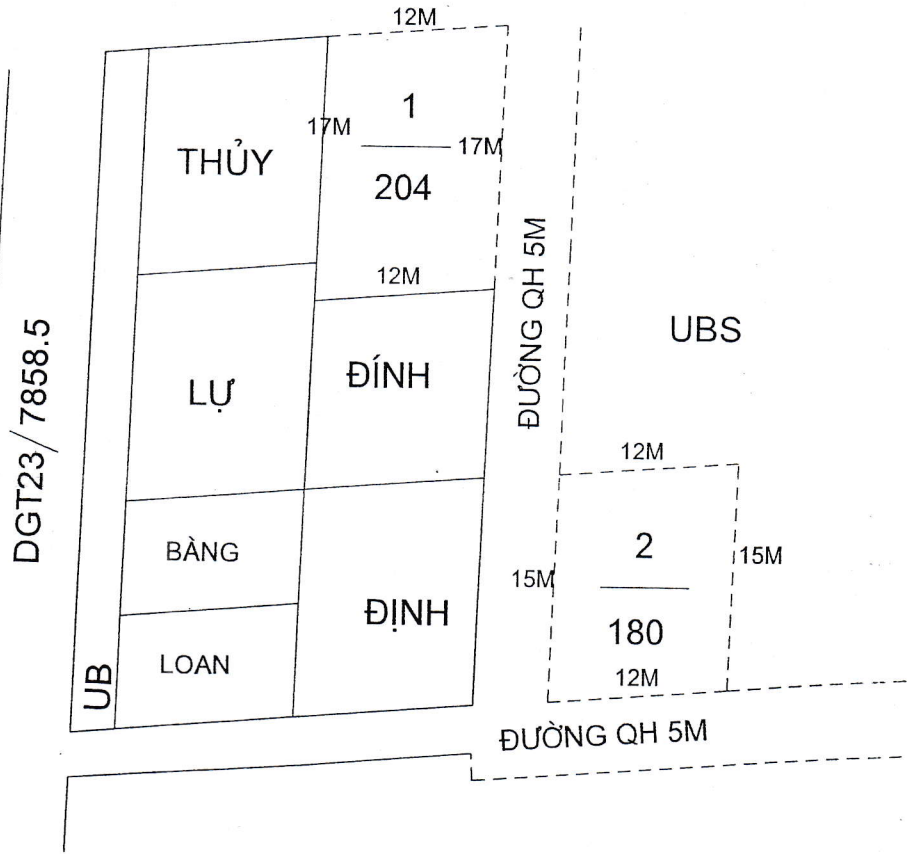 12M
THỦY
17M
1
17M
204
12M
LỰ
ĐÍNH
ĐƯỜNG QH 5M
UBS
DGT23/7858.5
BÀNG
ĐỊNH
LOAN
UB
12M
15M
2
15M
180
12M
ĐƯỜNG QH 5M